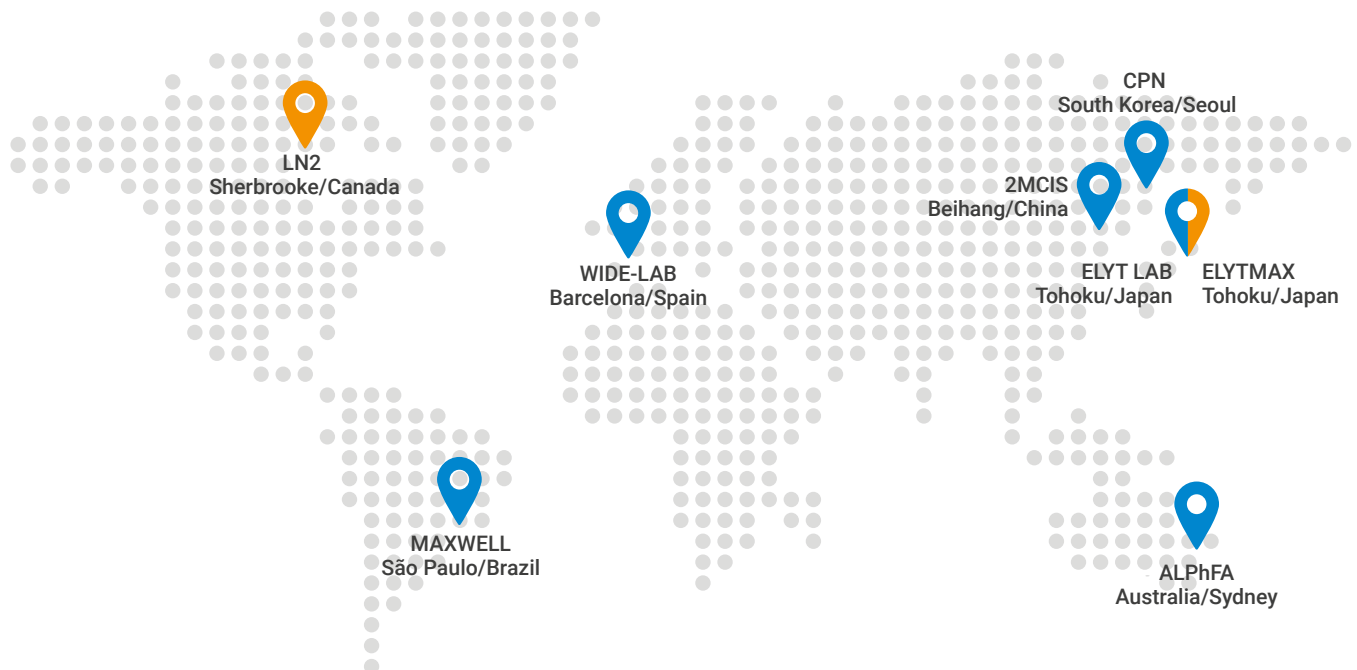 CPN
South Korea/Seoul
LN2
Sherbrooke/Canada
2MCIS
Beihang/China
WIDE-LAB
Barcelona/Spain
ELYT LAB
Tohoku/Japan
ELYTMAX
Tohoku/Japan
MAXWELL
São Paulo/Brazil
ALPhFA
Australia/Sydney